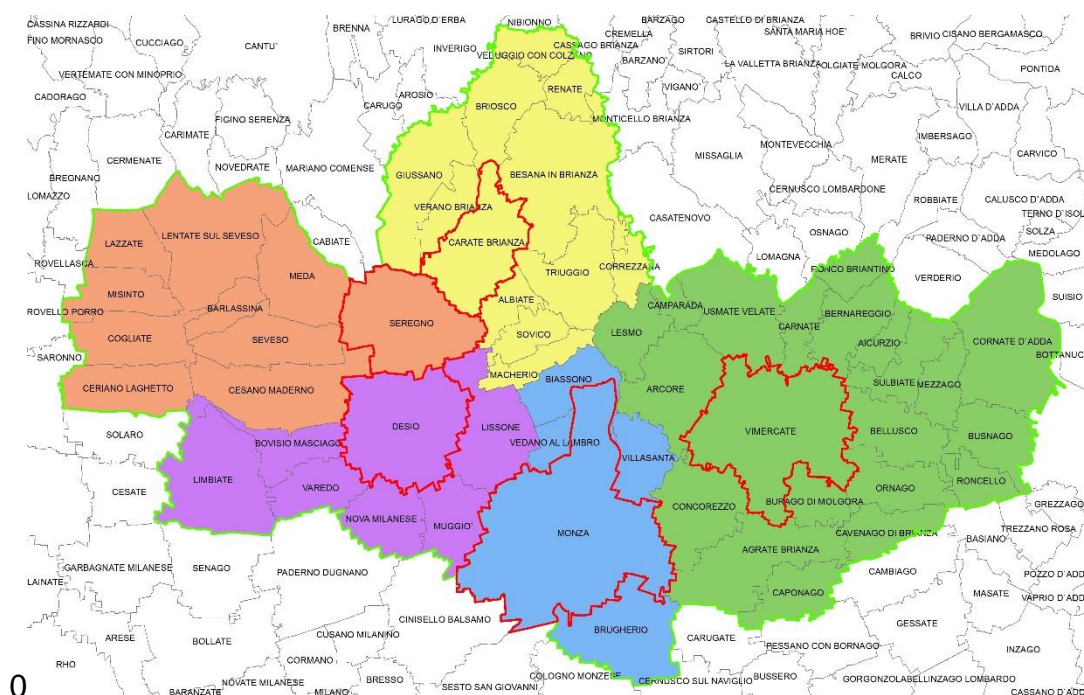 CASSINA RIZZARDI
FINO MORNASCO
CUCCIAGO
CANTU'
BRENNA
LURAGO D'ERBA
NIBIONNO
BARZAGO
CREMELLA
CASTELLO DI BRIANZA
SANTA MARIA HOE'
BRIVIO
CISANO BERGAMASCO
INVERIGO
CASSAGO BRIANZA
VEDUGGIO CON COLZANO
BARZANO'
SIRTORI
LA VALLETTA BRIANZA
OLGIATE MOLGORA
CALCO
PONTIDA
VERTEMATE CON MINOPRIO
CADORAGO
AROSIO
CARUGO
RENATE
VIGANO'
BRIOSCO
MONTICELLO BRIANZA
VILLA D'ADDA
FIGINO SERENZA
CARIMATE
IMBERSAGO
MONTEVECCHIA
MISSAGLIA
MERATE
CARVICO
CERMENATE
NOVEDRATE
MARIANO COMENSE
BREGNANO
GIUSSANO
BESANA IN BRIANZA
CERNUSCO LOMBARDONE
LOMAZZO
ROBBIATE
CALUSCO D'ADDA
VERANO BRIANZA
CASATENOVO
TERNO D'ISOL
LENTATE SUL SEVESO
LAZZATE
CABIATE
CARATE BRIANZA
OSNAGO
PADERNO D'ADDA
SOLZA
MEDOLAGO
ROVELLASCA
MEDA
TRIUGGIO
CORREZZANA
LOMAGNA
RONCO BRIANTINO
VERDERIO
MISINTO
SUISIO
ROVELLO PORRO
BARLASSINA
ALBIATE
CAMPARADA
USMATE VELATE
BERNAREGGIO
SEREGNO
LESMO
CARNATE
COGLIATE
SEVESO
SOVICO
AICURZIO
CORNATE D'ADDA
SARONNO
BOTTANUC
MACHERIO
BIASSONO
CERIANO LAGHETTO
CESANO MADERNO
ARCORE
SULBIATE
MEZZAGO
DESIO
LISSONE
VIMERCATE
BELLUSCO
SOLARO
BOVISIO MASCIAGO
VEDANO AL LAMBRO
BUSNAGO
VILLASANTA
LIMBIATE
VAREDO
RONCELLO
CESATE
ORNAGO
CONCOREZZO
BURAGO DI MOLGORA
GREZZAGO
NOVA MILANESE
MUGGIO'
TREZZANO ROSA
MONZA
CAVENAGO DI BRIANZA
BASIANO
AGRATE BRIANZA
GARBAGNATE MILANESE
SENAGO
PADERNO DUGNANO
CAMBIAGO
POZZO D'ADD
LAINATE
CAPONAGO
MASATE
VAPRIO D'ADD
CINISELLO BALSAMO
GESSATE
ARESE
BOLLATE
CUSANO MILANINO
BRUGHERIO
CARUGATE
PESSANO CON BORNAGO
INZAGO
RHO
CORMANO
BRESSO
COLOGNO MONZESE
BUSSERO
CERNUSCO SUL NAVIGLIO
GORGONZOLA
BELLINZAGO LOMBARDO
NOVATE MILANESE
BARANZATE
MILANO
SESTO SAN GIOVANNI
CASSANO D'ADD
0